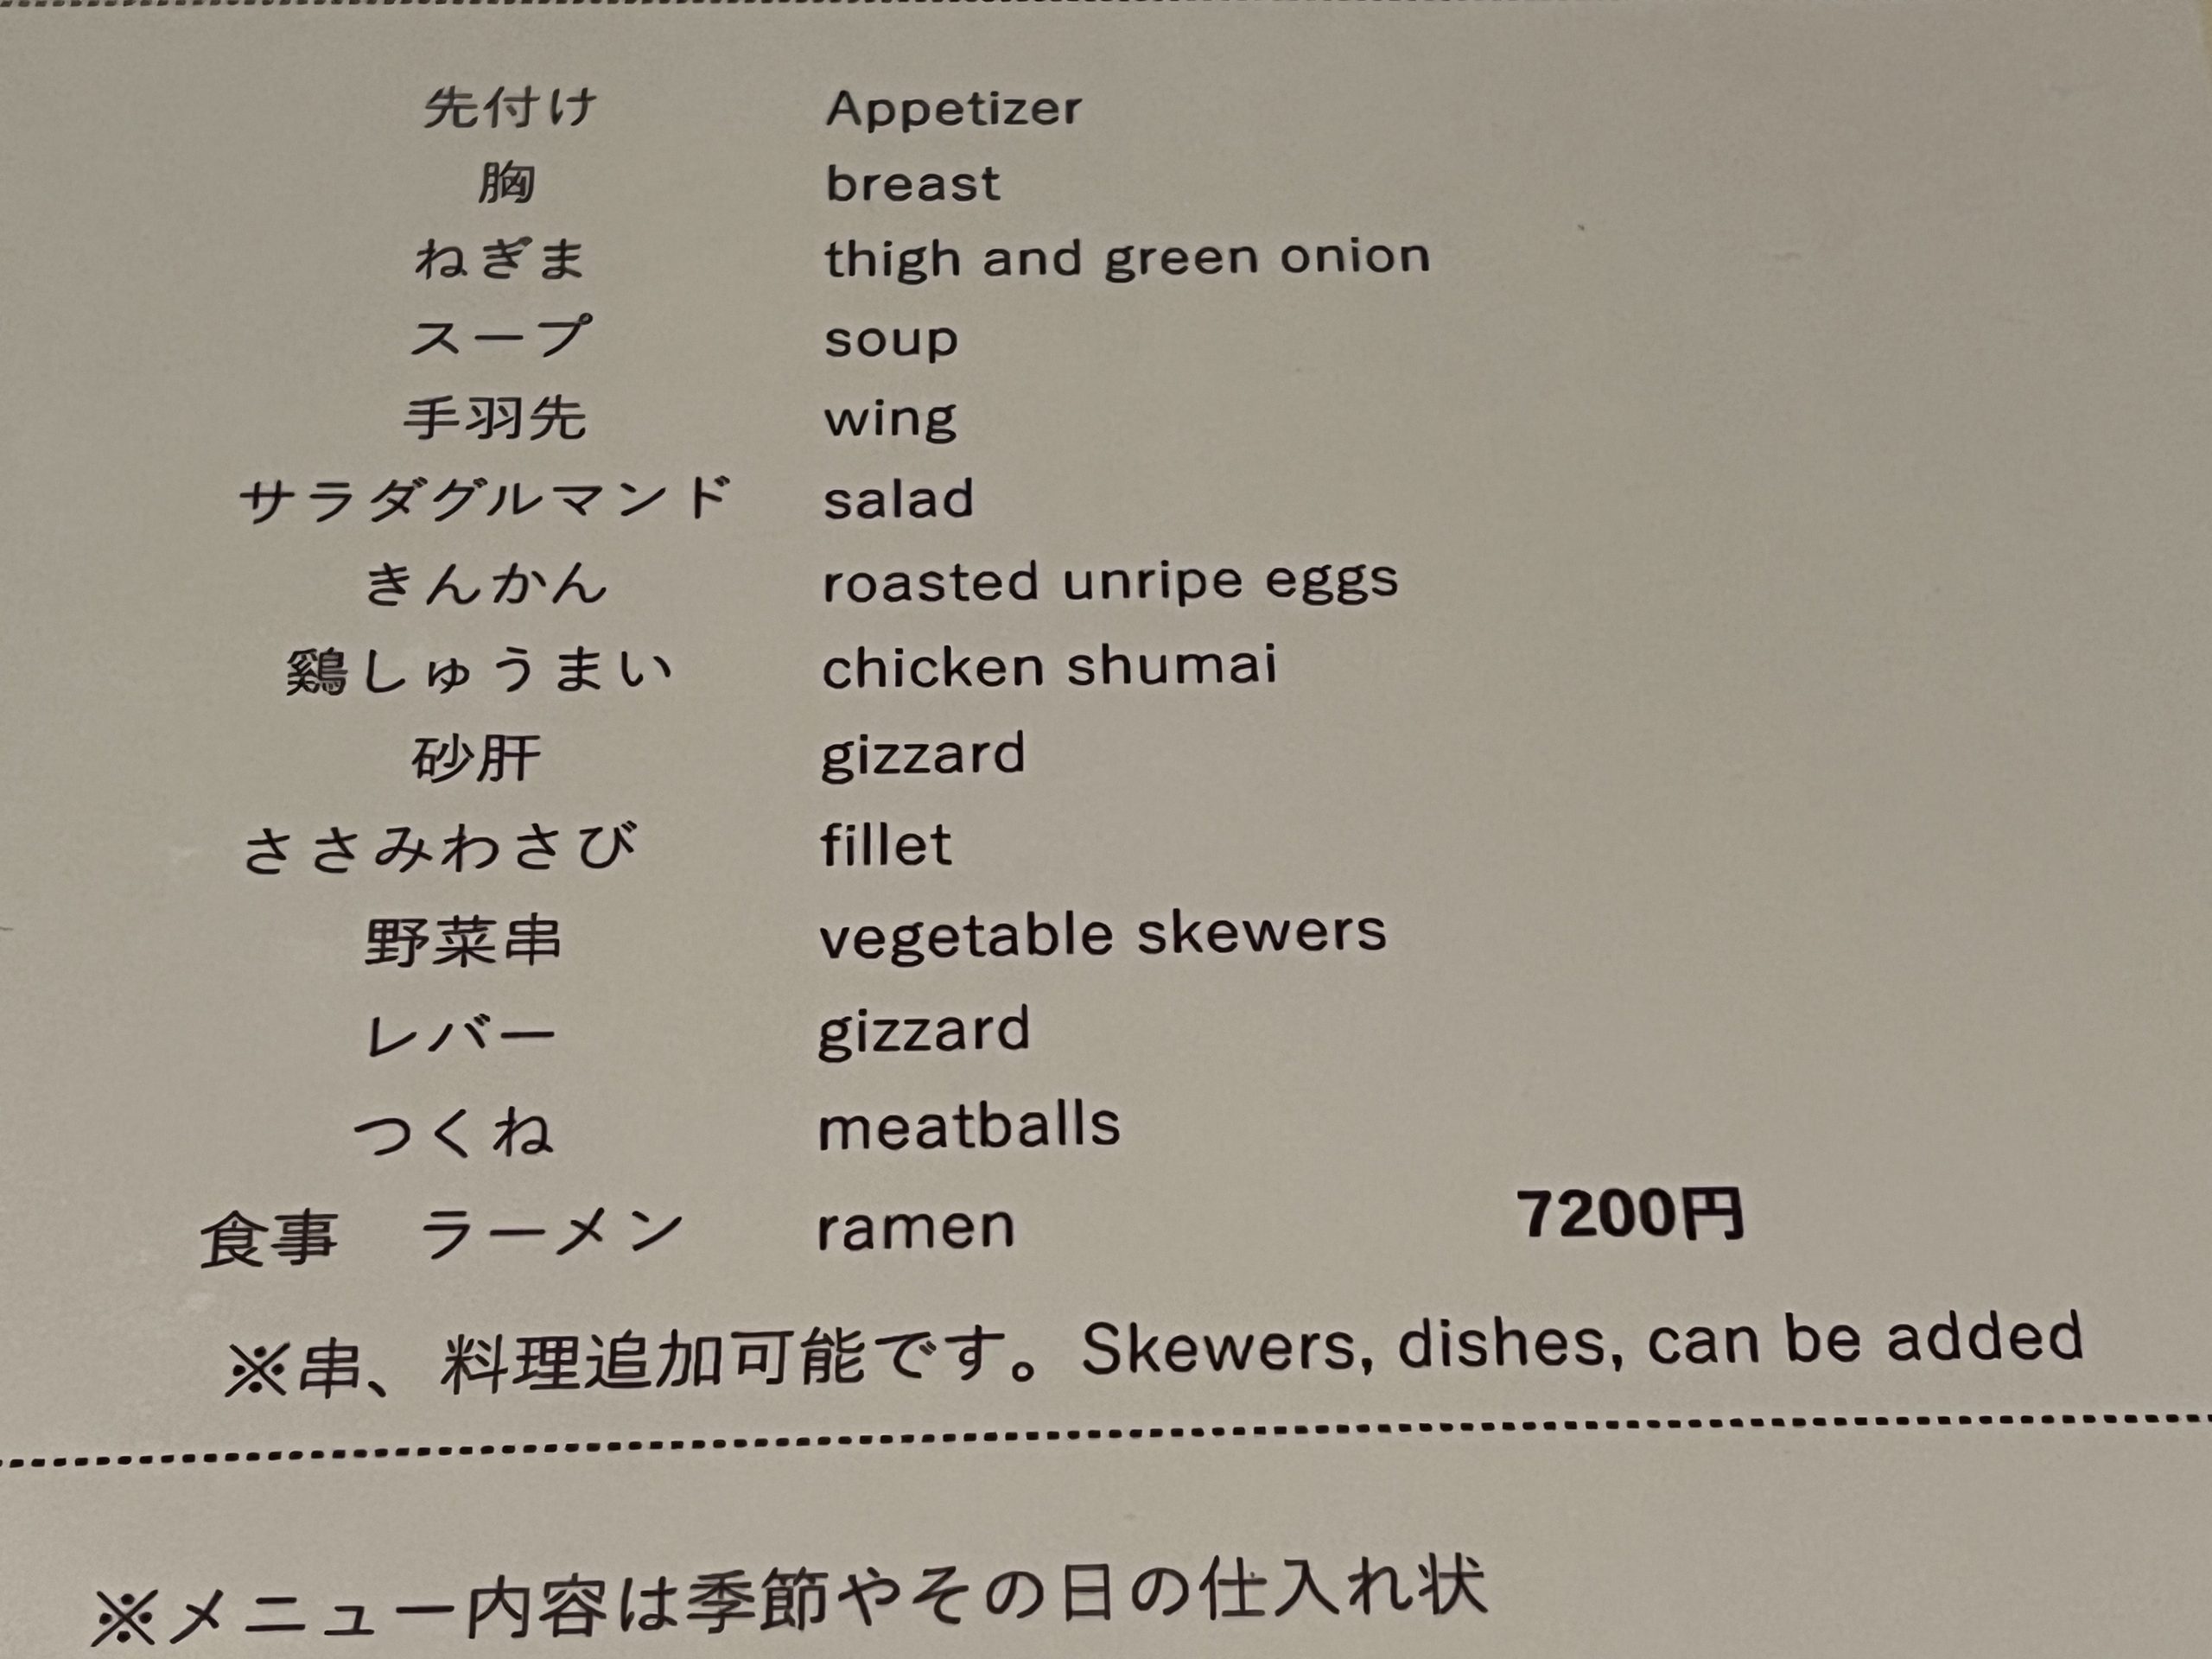 先付け Appetizer
胸 breast
ねぎま thigh and green onion
スープ soup
手羽先 wing
サラダグルマンド salad
きんかん roasted unripe eggs
鶏しゅうまい chicken shumai
砂肝 gizzard
ささみわさび fillet
野菜串 vegetable skewers
レバー gizzard
つくね meatballs
食事 ラーメン ramen 7200円
※串、料理追加可能です。Skewers, dishes, can be added
※メニュー内容は季節やその日の仕入れ状